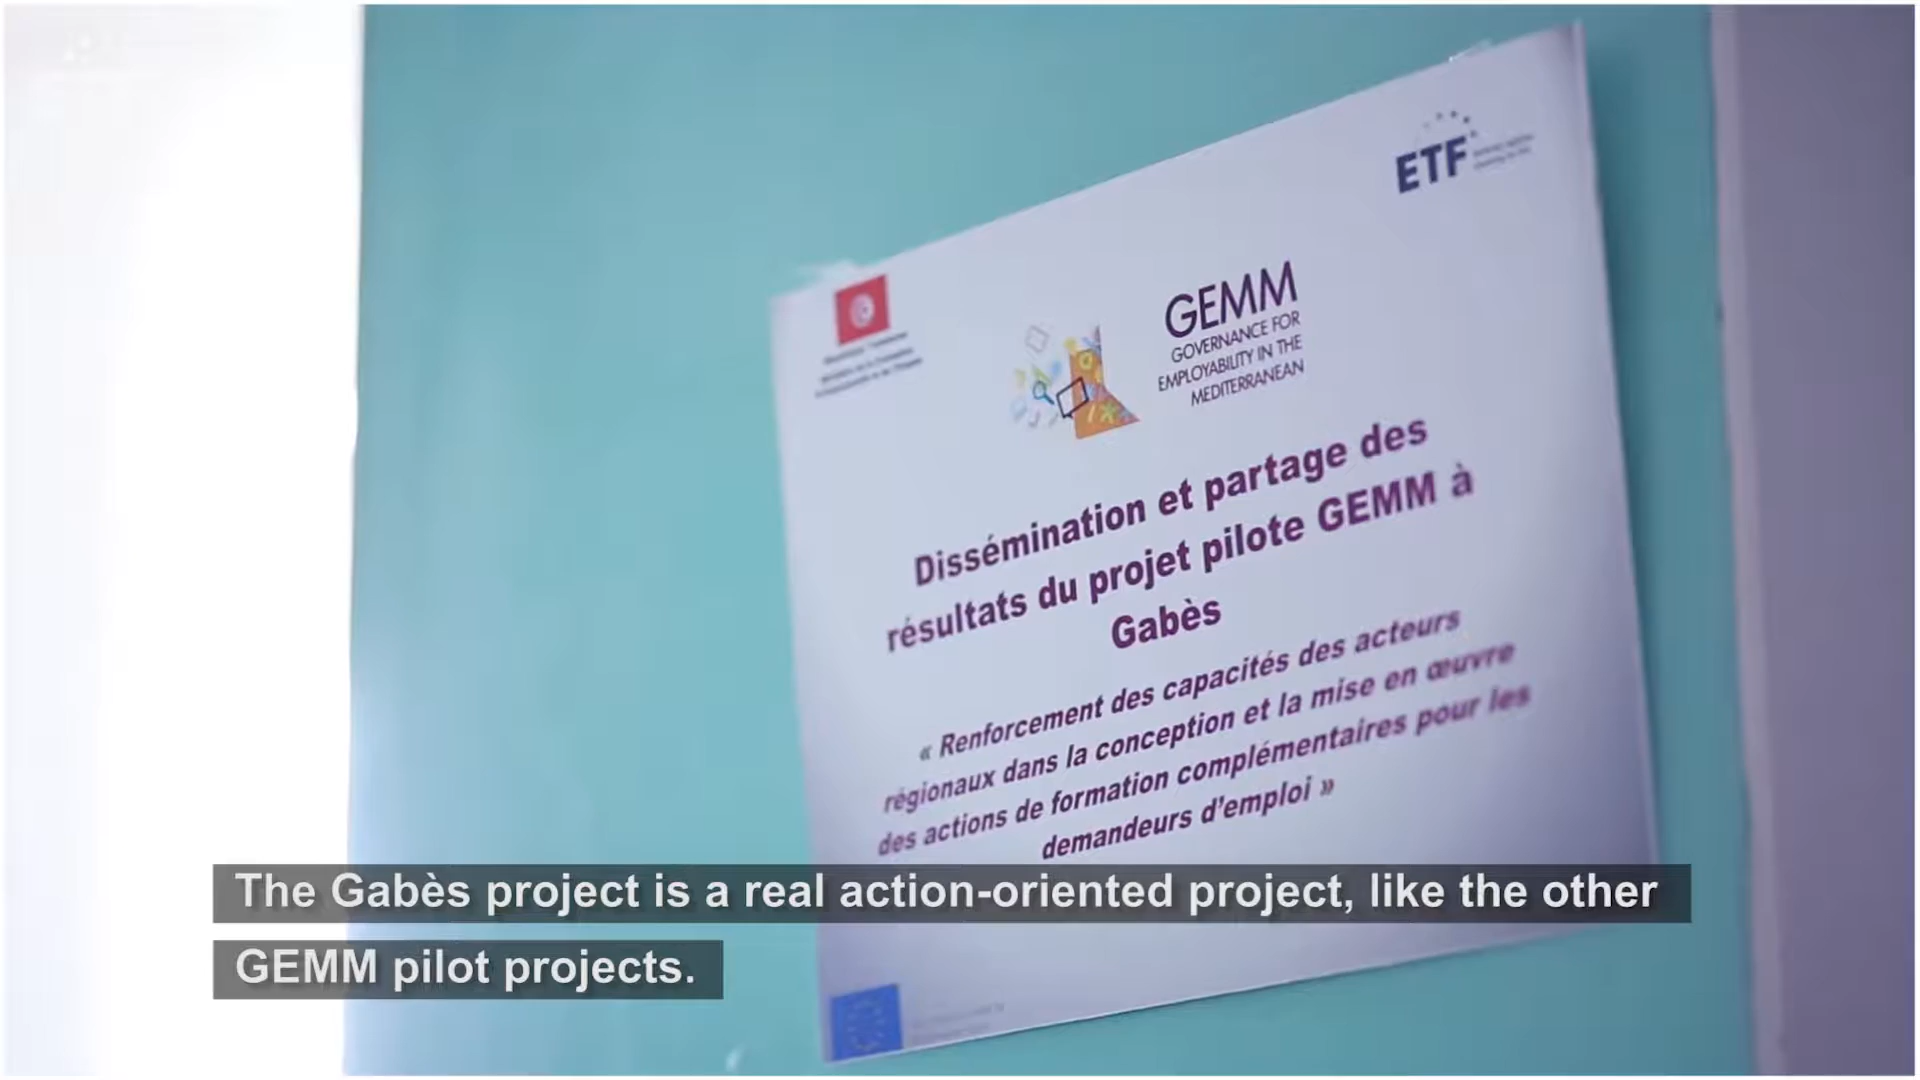 ETF
GEMM
GOVERNANCE FOR
EMPLOYABILITY IN THE
MEDITERRANEAN
Dissémination et partage des
résultats du projet pilote GEMM à
Gabès
« Renforcement des capacités des acteurs
régionaux dans la conception et la mise en œuvre
des actions de formation complémentaires pour les
demandeurs d'emploi »
The Gabès project is a real action-oriented project, like the other
GEMM pilot projects.